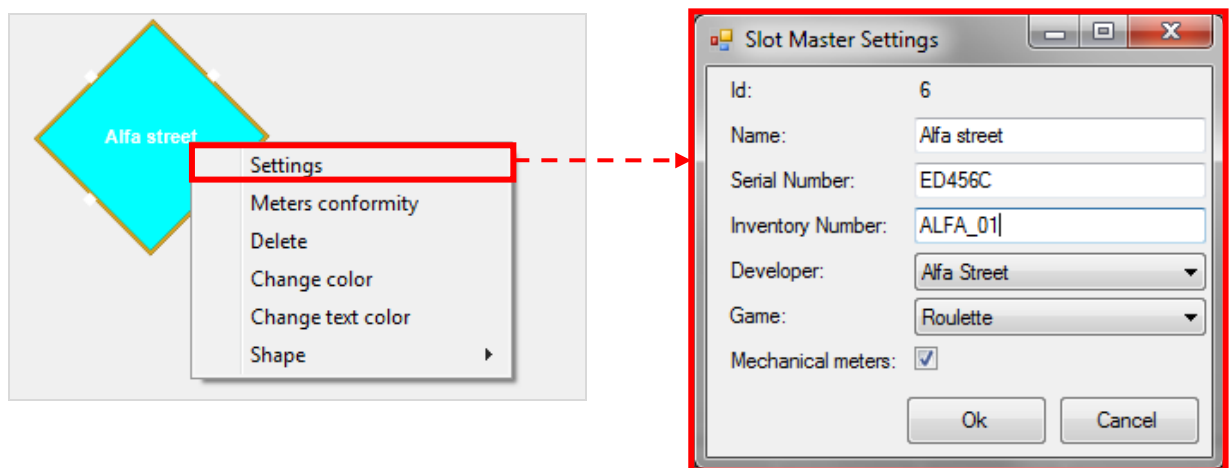 Alfa street
Settings
Meters conformity
Delete
Change color
Change text color
Shape
Slot Master Settings
Id: 6
Name: Alfa street
Serial Number: ED456C
Inventory Number: ALFA_01
Developer: Alfa Street
Game: Roulette
Mechanical meters:
Ok Cancel